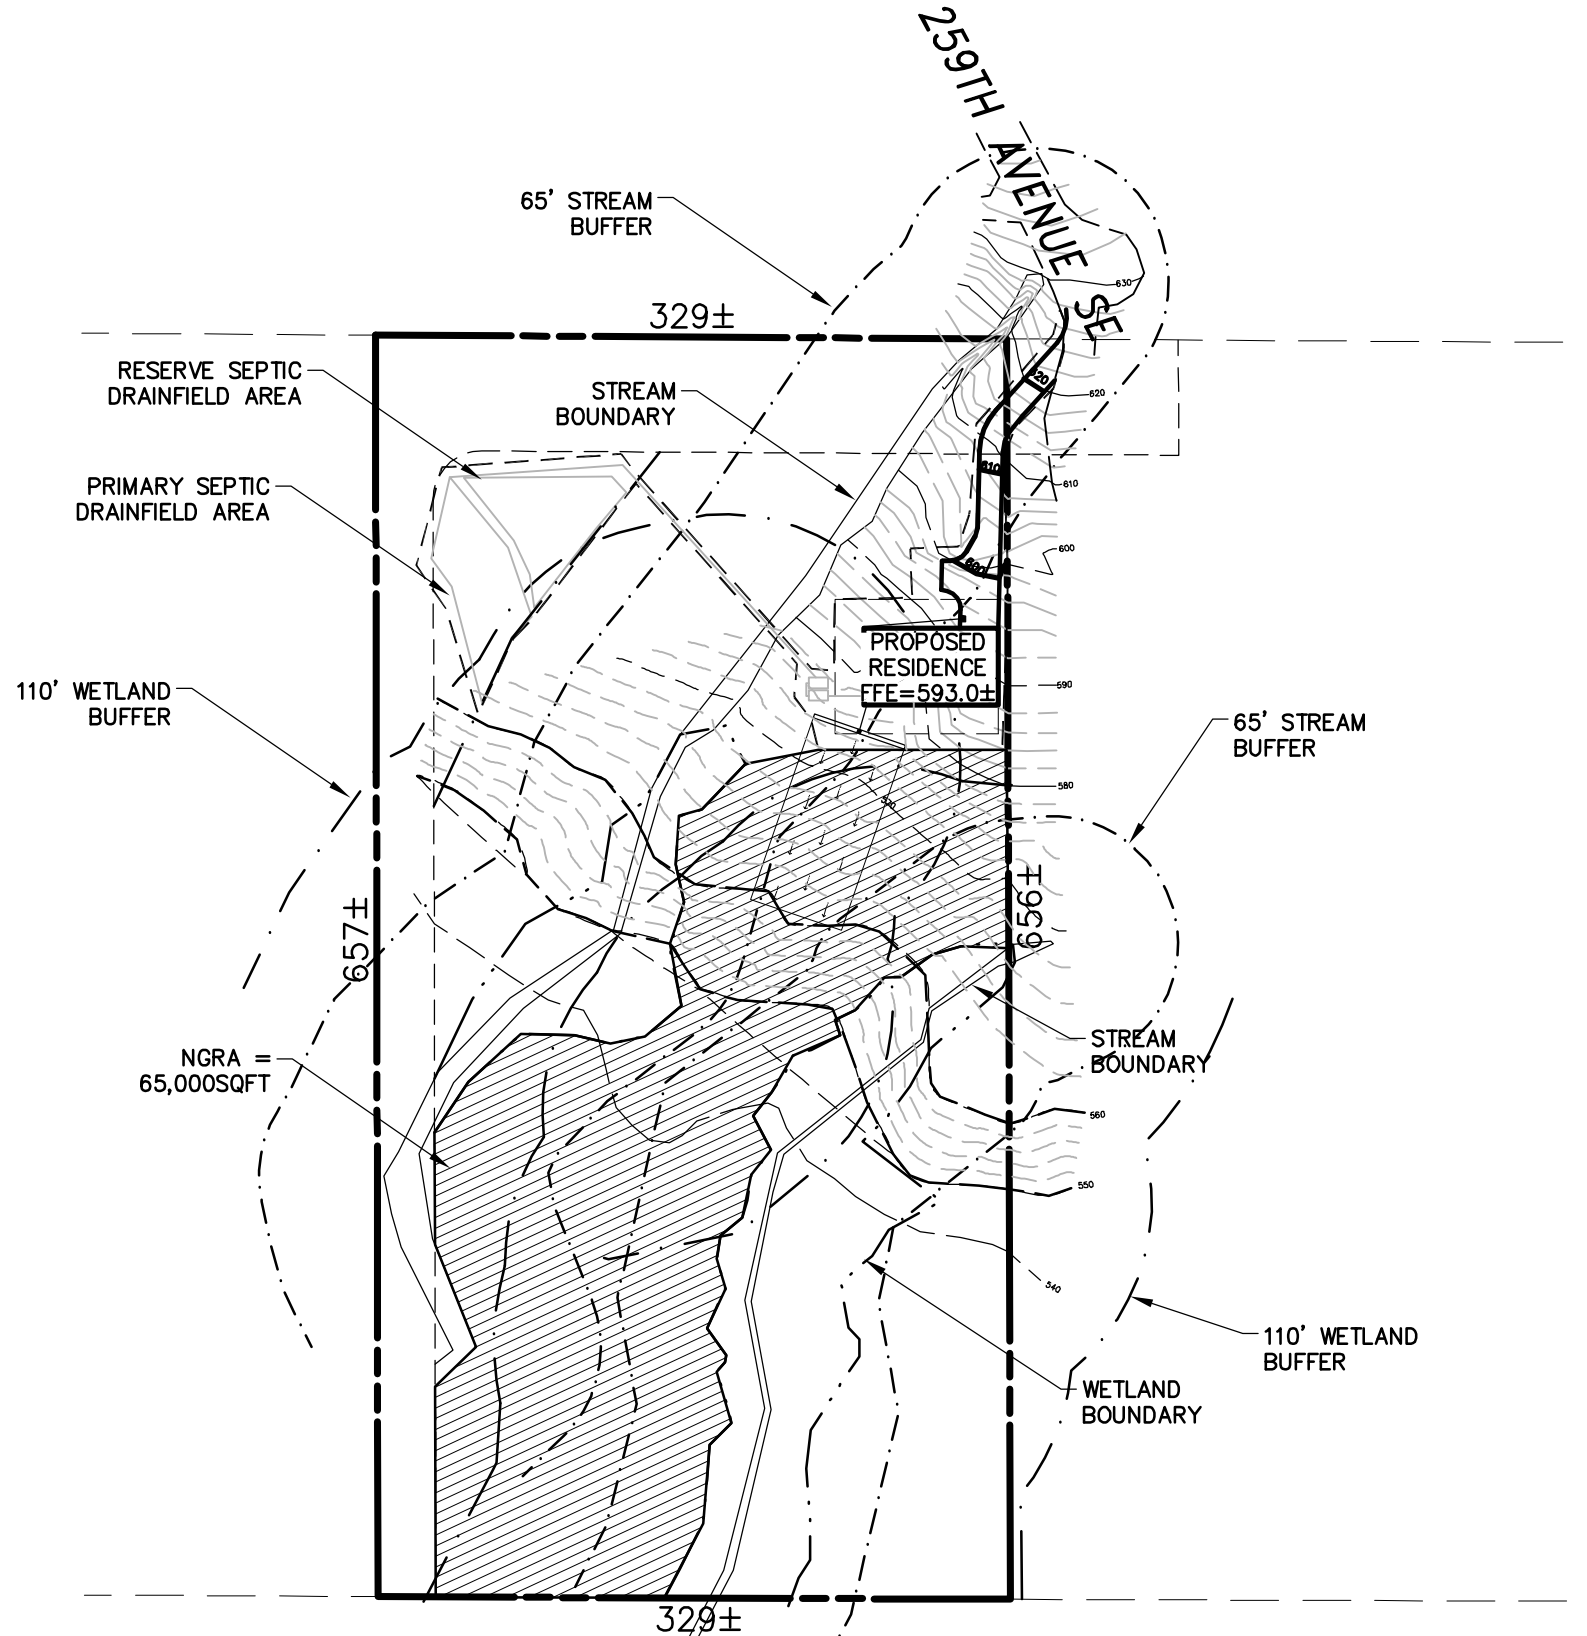 259TH AVENUE SE
65' STREAM
BUFFER
630
329±
RESERVE SEPTIC
DRAINFIELD AREA
STREAM
BOUNDARY
620
620
PRIMARY SEPTIC
DRAINFIELD AREA
610
610
600
600
PROPOSED
RESIDENCE
FFE=593.0±
590
110' WETLAND
BUFFER
65' STREAM
BUFFER
580
570
657±
656±
STREAM
BOUNDARY
NGRA =
65,000SQFT
560
550
540
110' WETLAND
BUFFER
WETLAND
BOUNDARY
329±